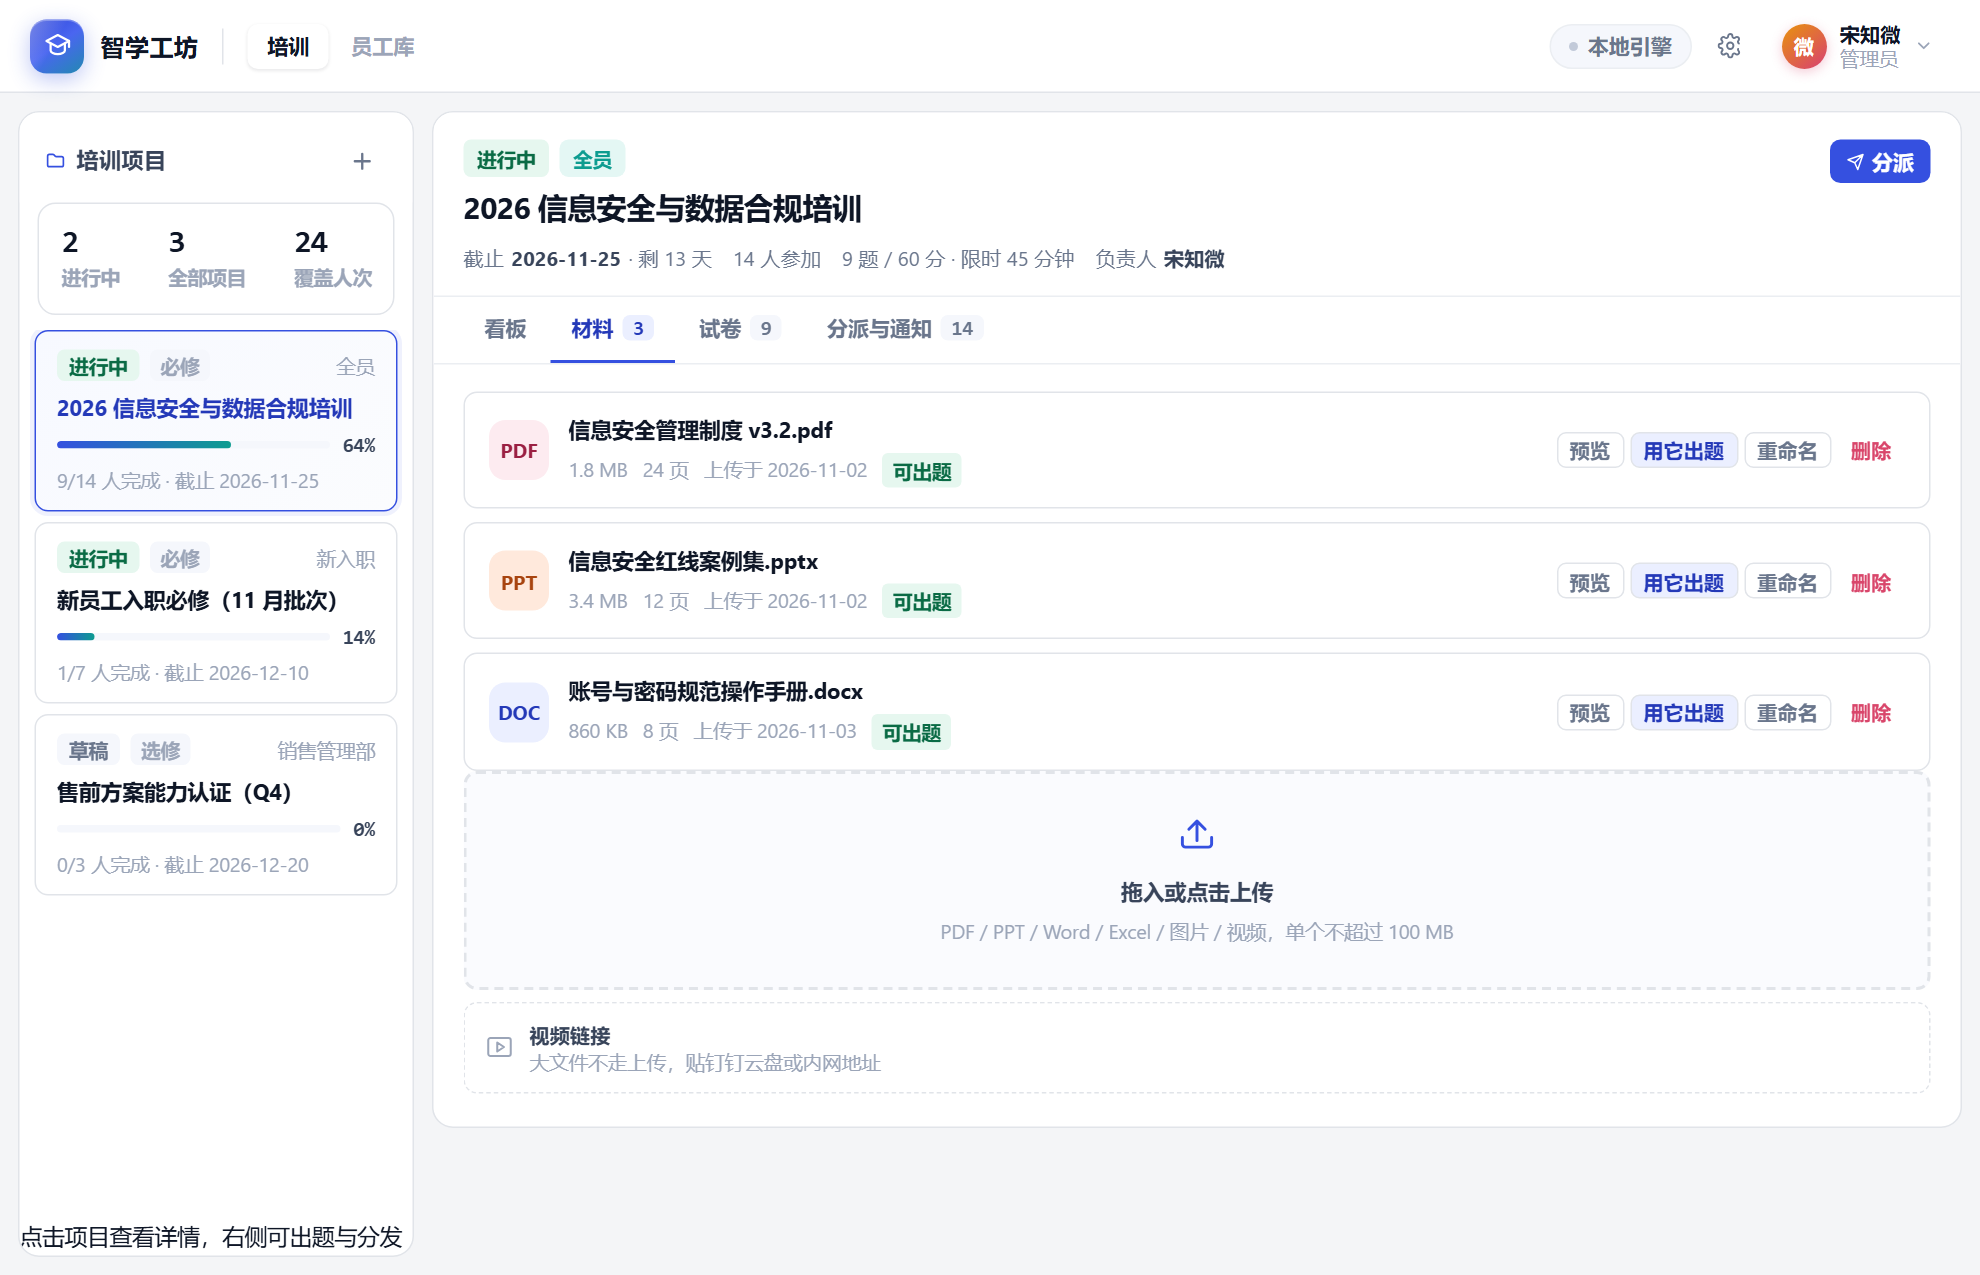 智学工坊
培训 员工库
本地引擎
微 宋知微
管理员
培训项目
2 3 24
进行中 全部项目 覆盖人次
进行中 必修 全员
2026 信息安全与数据合规培训
64%
9/14 人完成 · 截止 2026-11-25
进行中 必修 新入职
新员工入职必修（11 月批次）
14%
1/7 人完成 · 截止 2026-12-10
草稿 选修 销售管理部
售前方案能力认证（Q4）
0%
0/3 人完成 · 截止 2026-12-20
点击项目查看详情，右侧可出题与分发
进行中 全员
分派
2026 信息安全与数据合规培训
截止 2026-11-25 · 剩 13 天 14 人参加 9 题 / 60 分 · 限时 45 分钟 负责人 宋知微
看板 材料 3 试卷 9 分派与通知 14
PDF 信息安全管理制度 v3.2.pdf
1.8 MB 24 页 上传于 2026-11-02 可出题
预览 用它出题 重命名 删除
PPT 信息安全红线案例集.pptx
3.4 MB 12 页 上传于 2026-11-02 可出题
预览 用它出题 重命名 删除
DOC 账号与密码规范操作手册.docx
860 KB 8 页 上传于 2026-11-03 可出题
预览 用它出题 重命名 删除
拖入或点击上传
PDF / PPT / Word / Excel / 图片 / 视频，单个不超过 100 MB
视频链接
大文件不走上传，贴钉钉云盘或内网地址